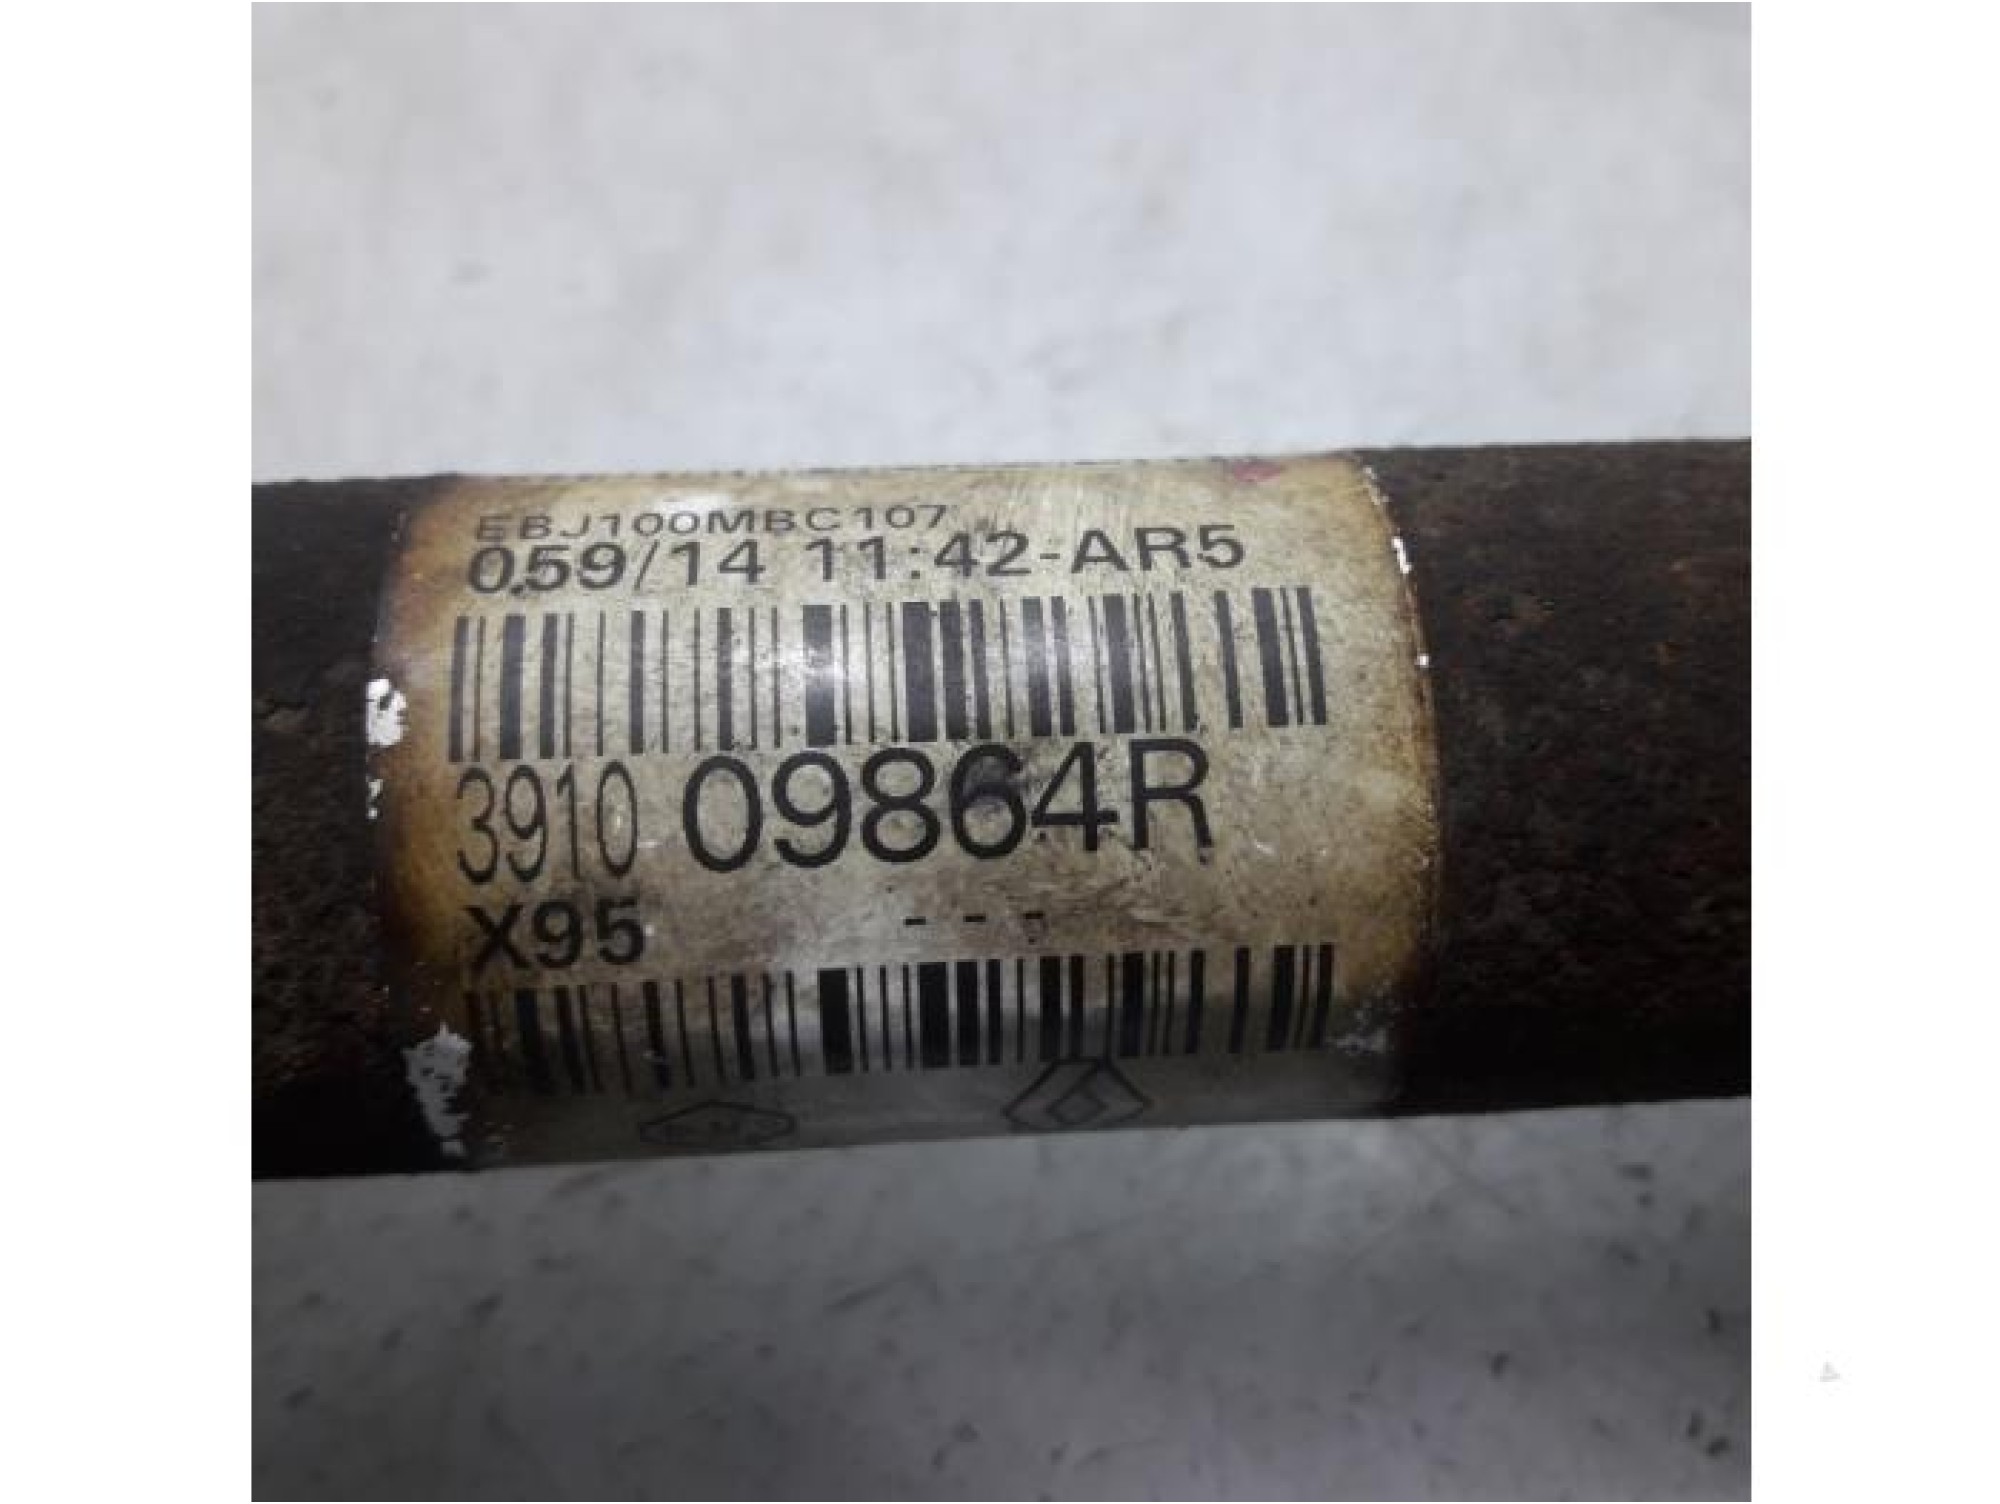 EBJ100MBC107
059/14 11:42-AR5
3910 09864R
X95 ---